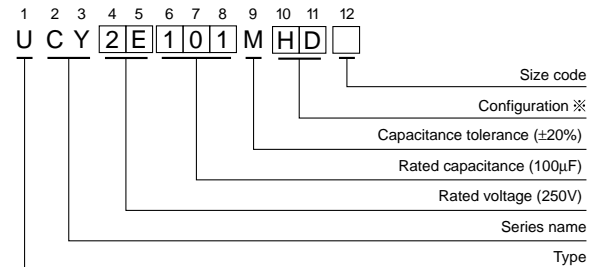 1 2 3 4 5 6 7 8 9 10 11 12
U C Y 2 E 1 0 1 M H D
Size code
Configuration ※
Capacitance tolerance (±20%)
Rated capacitance (100µF)
Rated voltage (250V)
Series name
Type